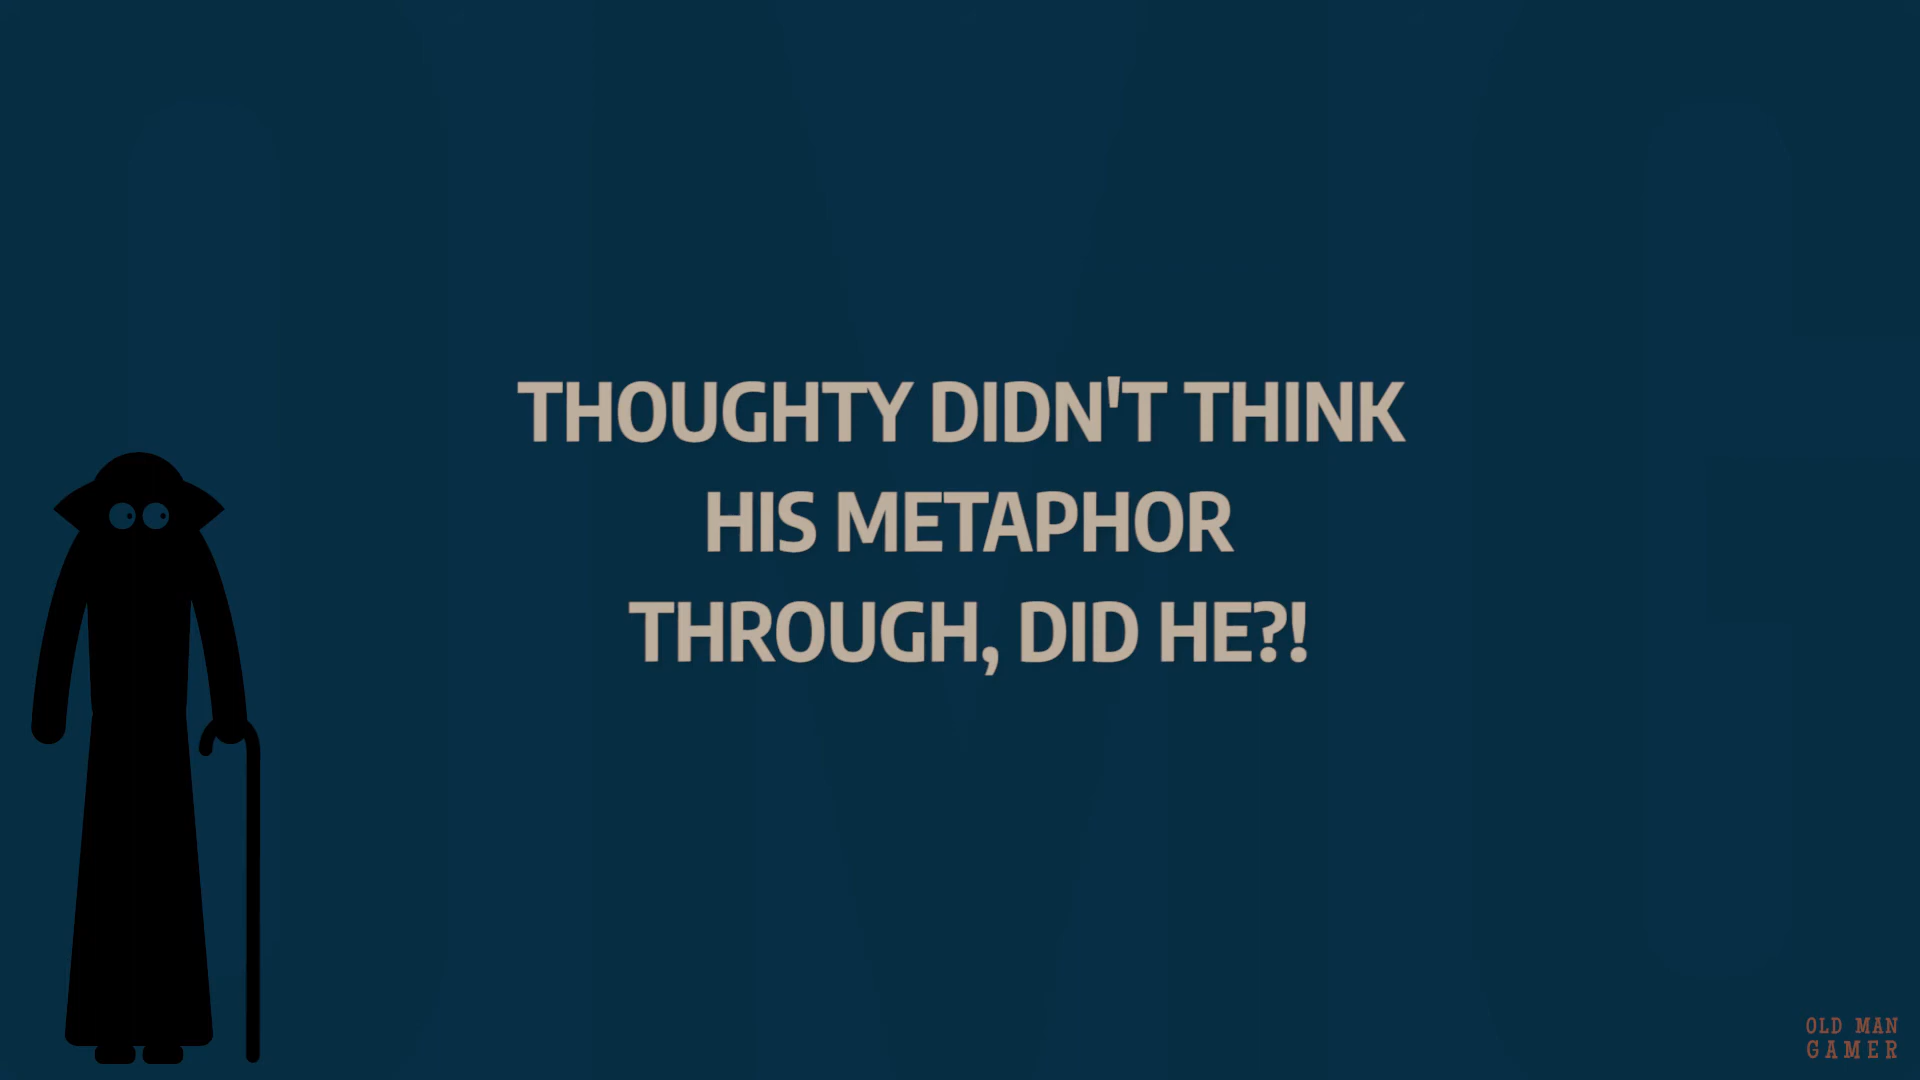 THOUGHTY DIDN'T THINK
HIS METAPHOR
THROUGH, DID HE?!
OLD MAN
GAMER